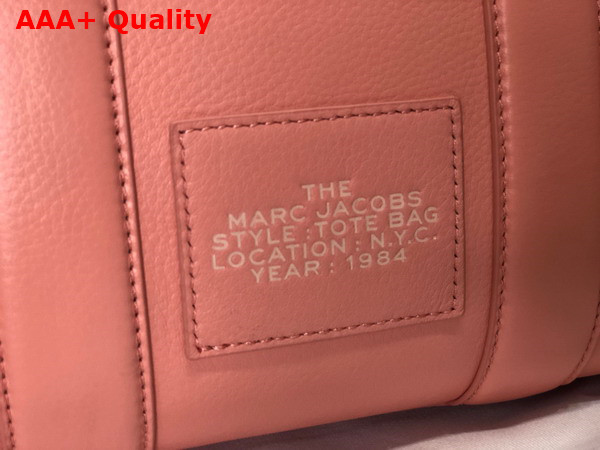 AAA+ Quality
THE
MARC JACOBS
STYLE : TOTE BAG
LOCATION : N.Y.C.
YEAR : 1984